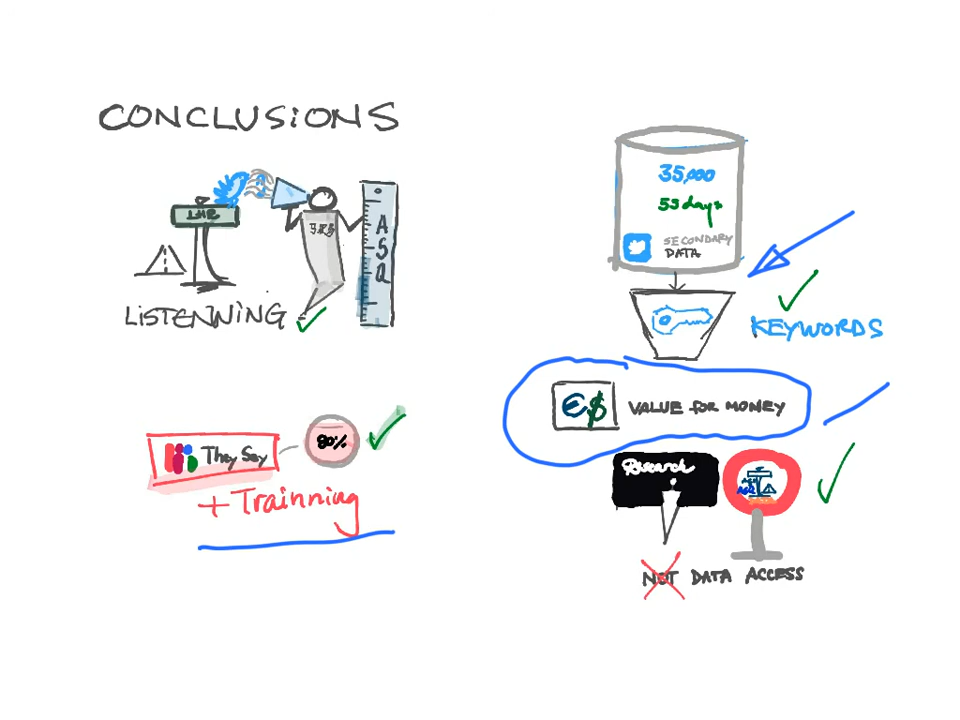 CONCLUSIONS
LHR
ASQ
LISTENNING
They Say
80%
+ Trainning
35,000
53 days
SECONDARY
DATA
KEYWORDS
€$ VALUE FOR MONEY
Research
NOT DATA ACCESS